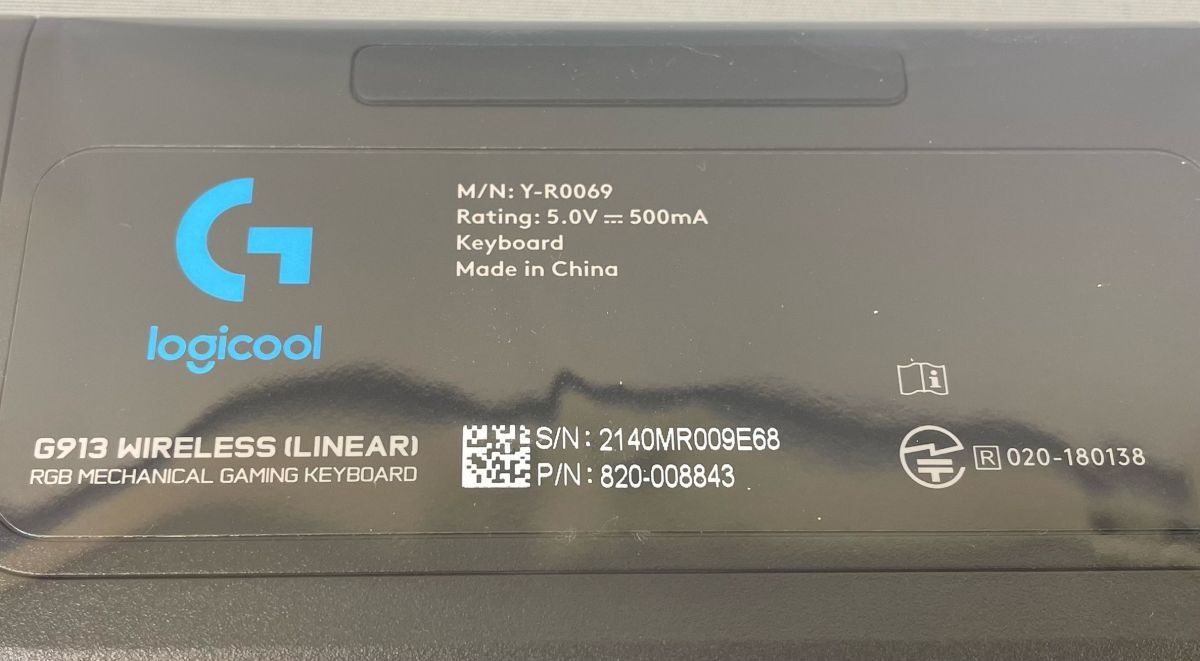 M/N: Y-R0069
Rating: 5.0V ⎓ 500mA
Keyboard
Made in China
logicool
G913 WIRELESS (LINEAR)
RGB MECHANICAL GAMING KEYBOARD
S/N: 2140MR009E68
P/N: 820-008843
R 020-180138